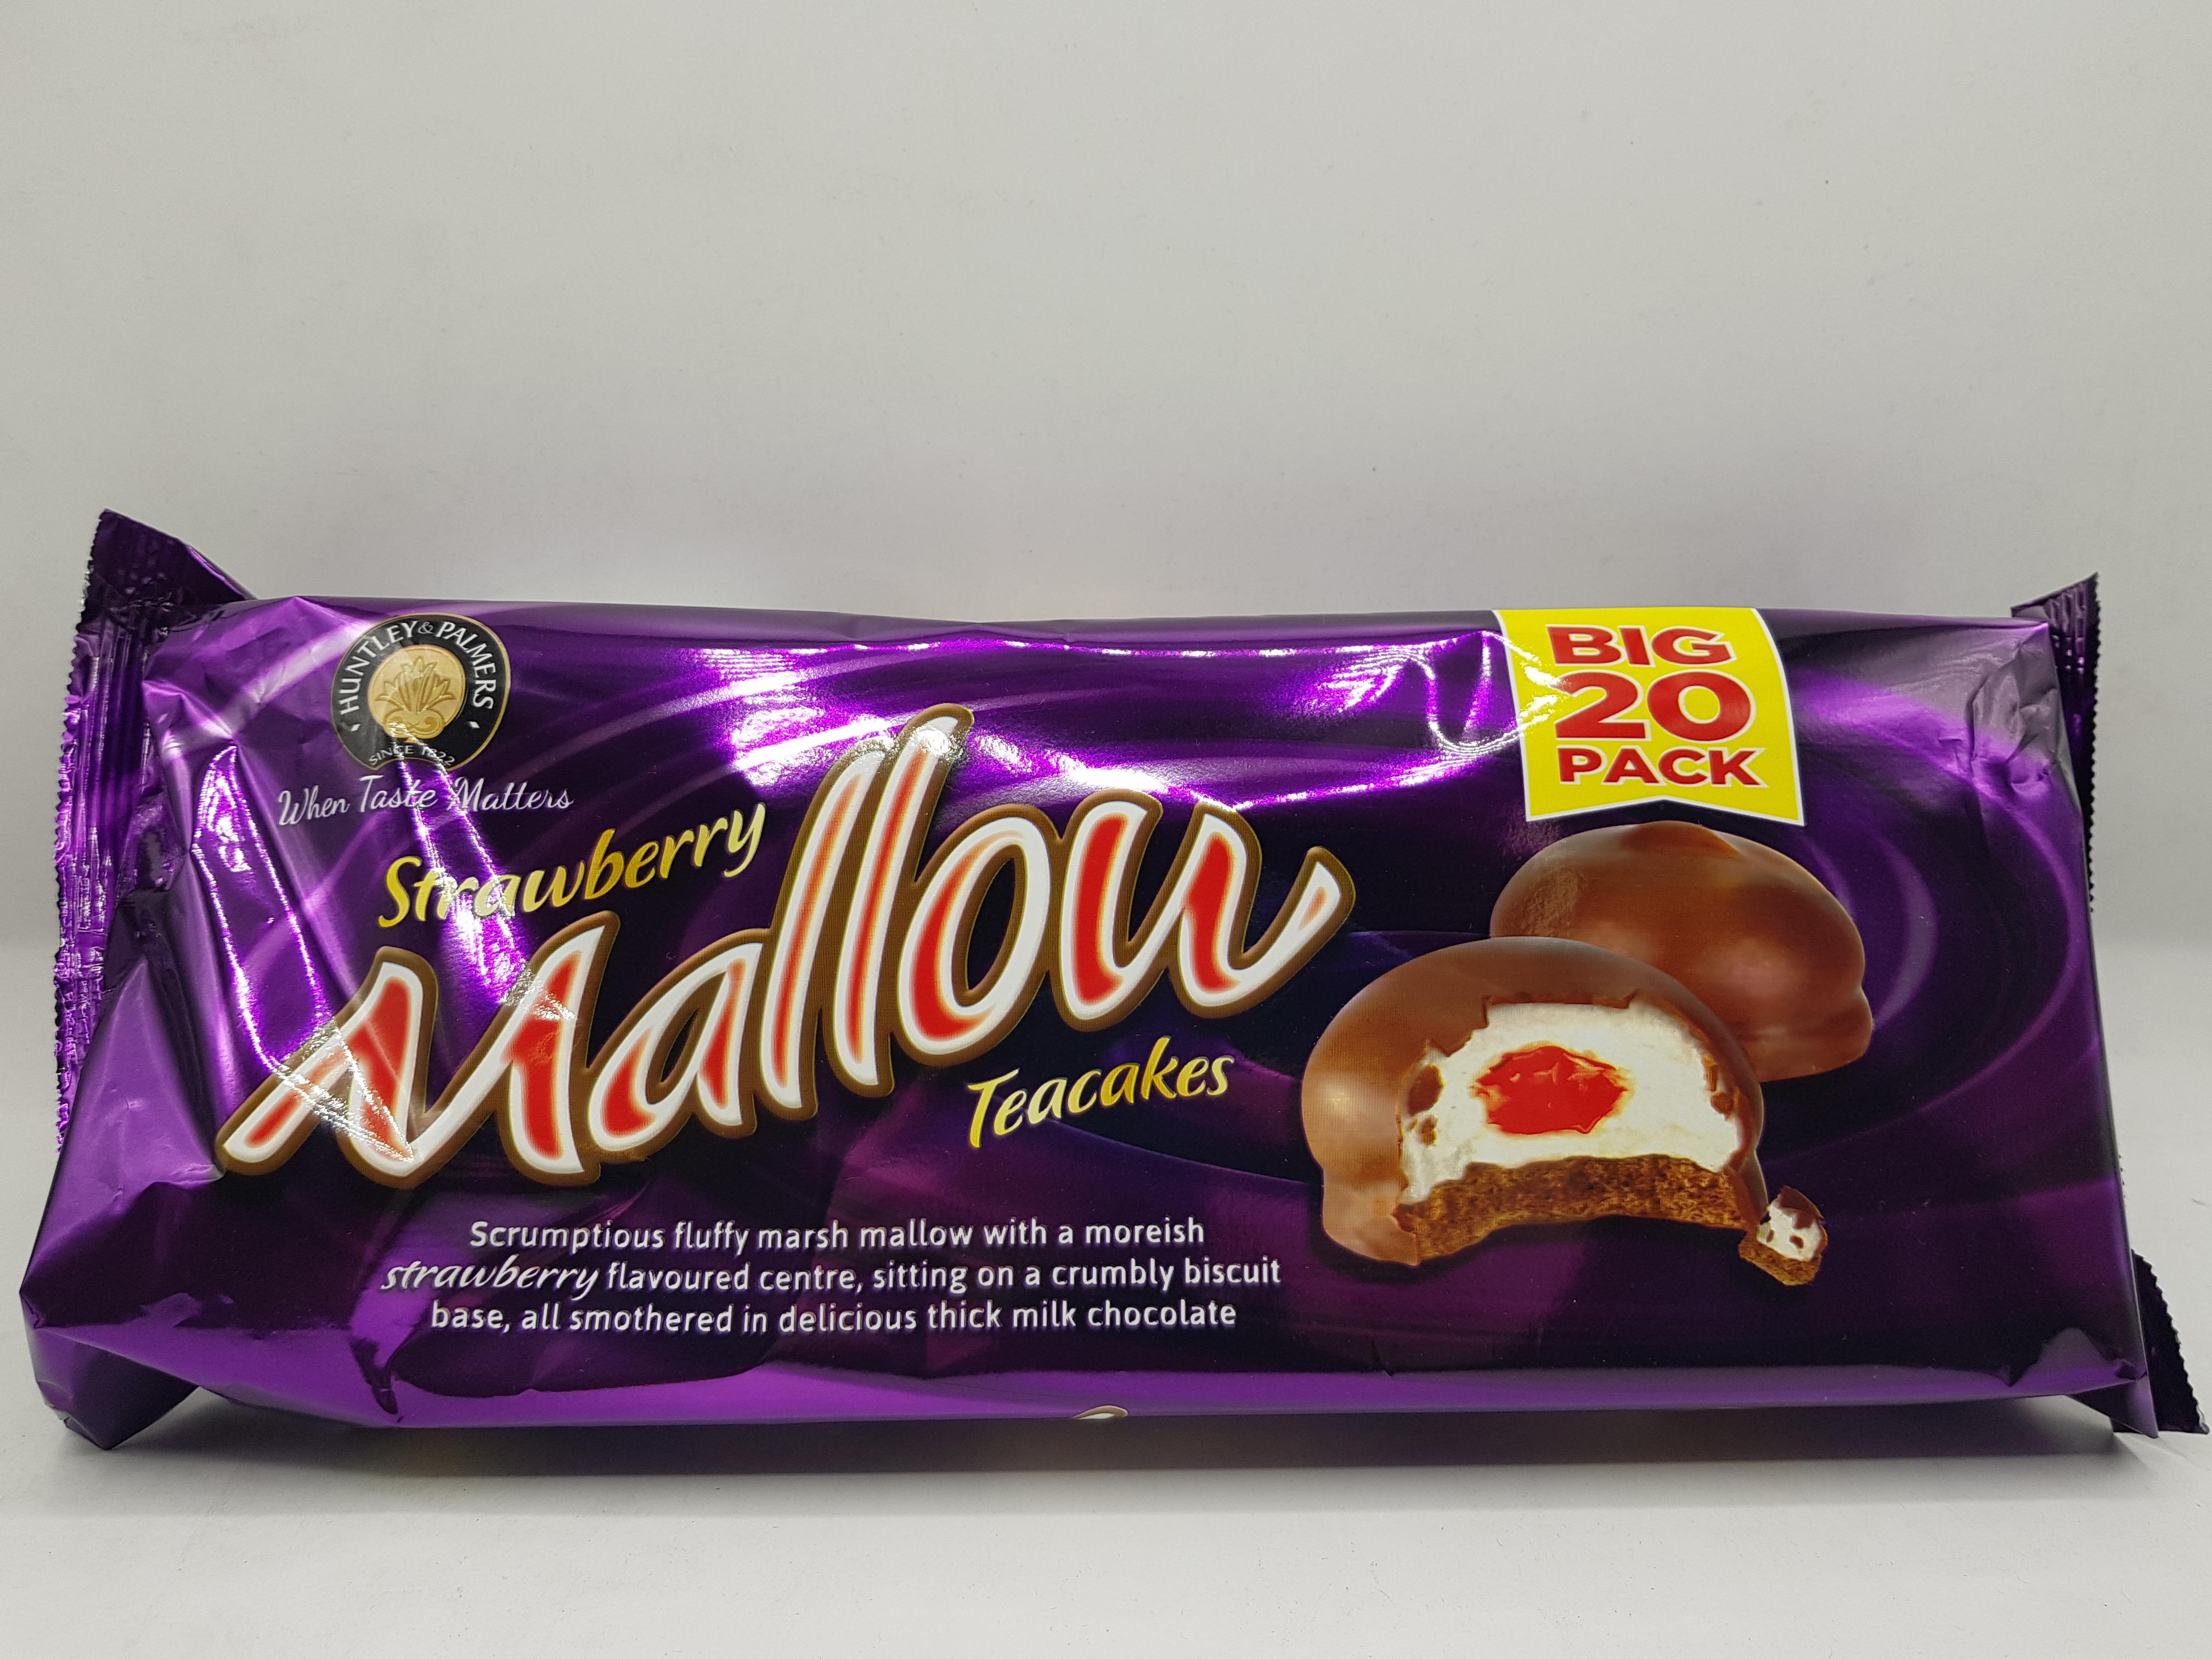 HUNTLEY & PALMERS
SINCE 1822
When Taste Matters
BIG
20
PACK
Strawberry
Mallow
Teacakes
Scrumptious fluffy marsh mallow with a moreish
strawberry flavoured centre, sitting on a crumbly biscuit
base, all smothered in delicious thick milk chocolate